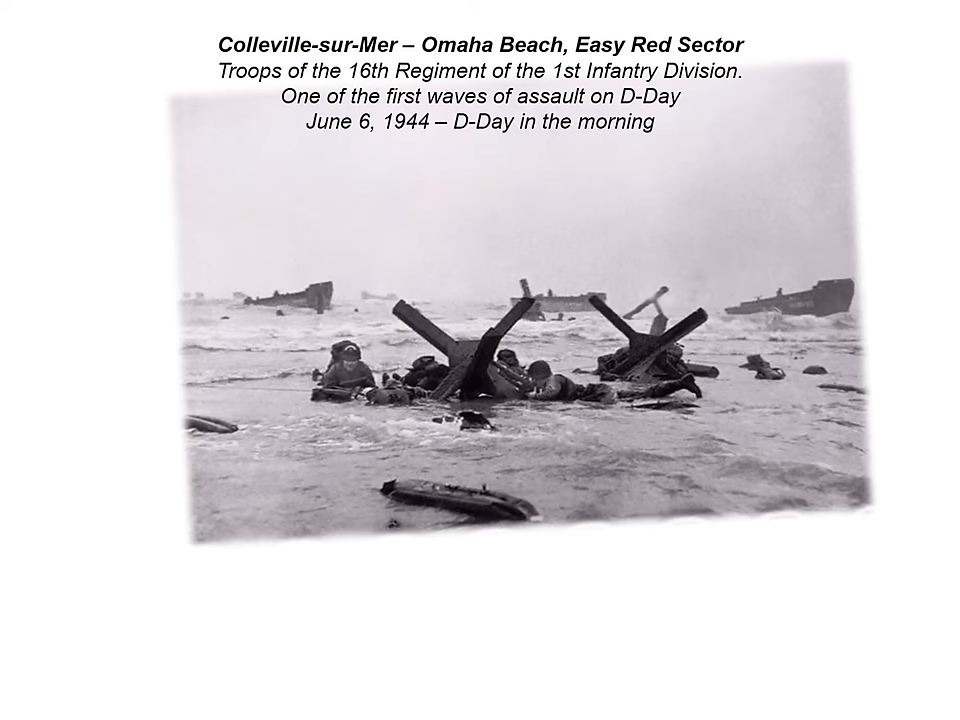 Colleville-sur-Mer – Omaha Beach, Easy Red Sector
Troops of the 16th Regiment of the 1st Infantry Division.
One of the first waves of assault on D-Day
June 6, 1944 – D-Day in the morning